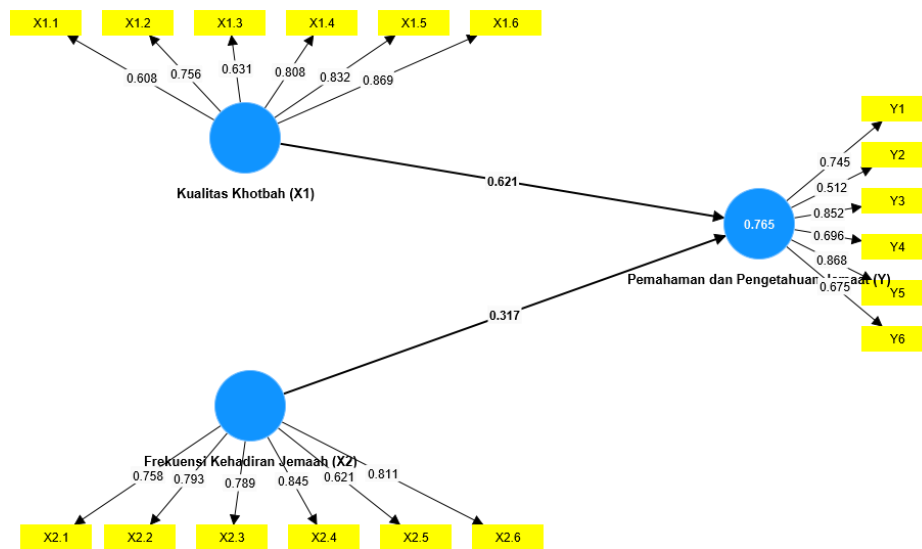 X1.1 X1.2 X1.3 X1.4 X1.5 X1.6
0.608 0.756 0.631 0.808 0.832 0.869
Kualitas Khotbah (X1)
0.621
Y1
0.745
Y2
0.512
Y3
0.852
0.765
0.696
Y4
0.868
Pemahaman dan Pengetahuan Jemaat (Y)
0.675
Y5
Y6
0.317
Frekuensi Kehadiran Jemaah (X2)
0.758 0.793 0.789 0.845 0.621 0.811
X2.1 X2.2 X2.3 X2.4 X2.5 X2.6